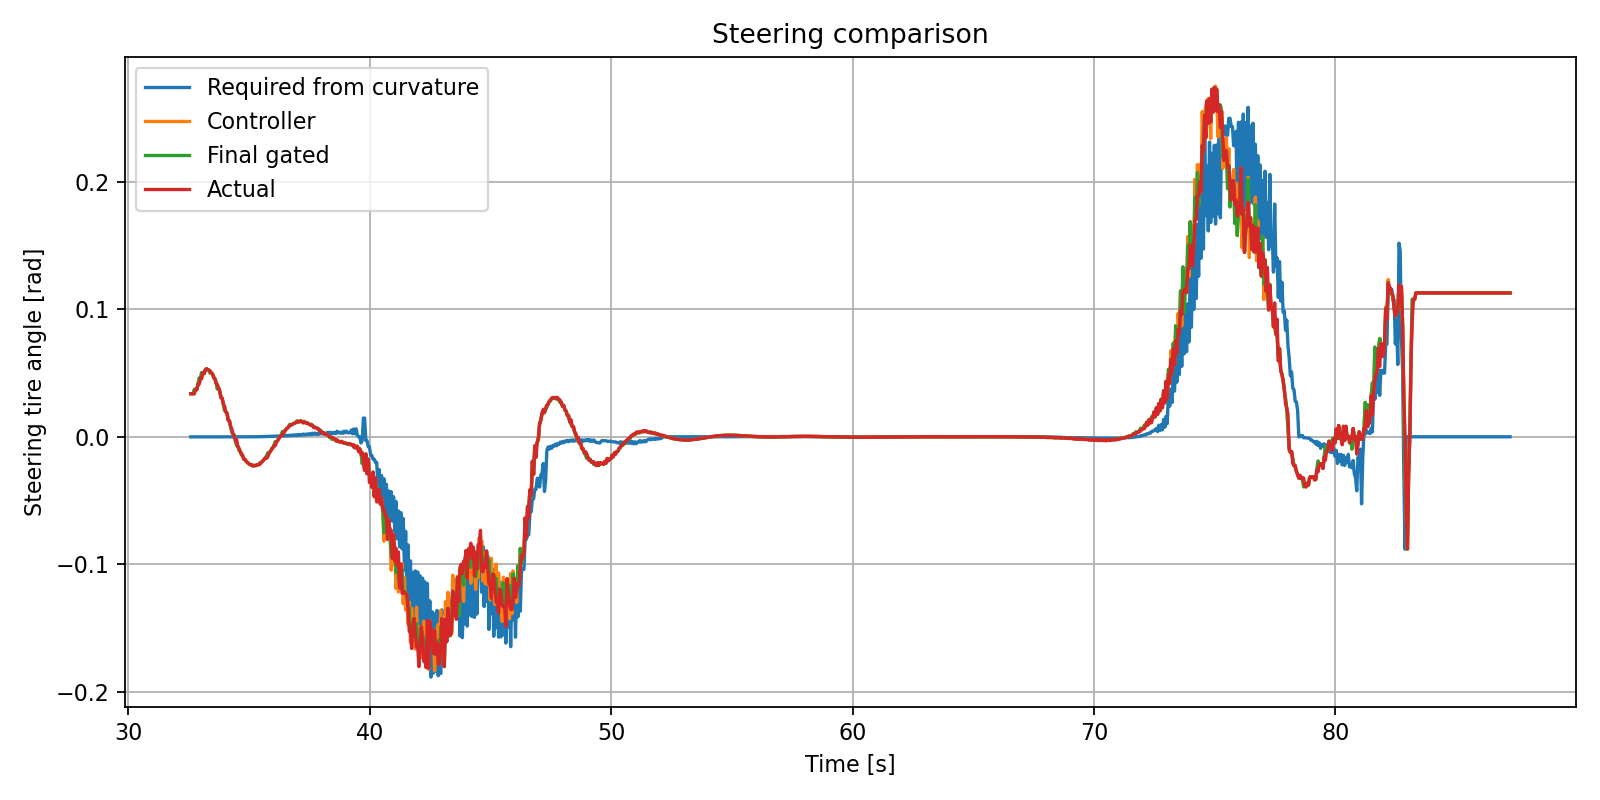 Steering comparison
Required from curvature
Controller
Final gated
Actual
Steering tire angle [rad]
0.2
0.1
0.0
−0.1
−0.2
30 40 50 60 70 80
Time [s]